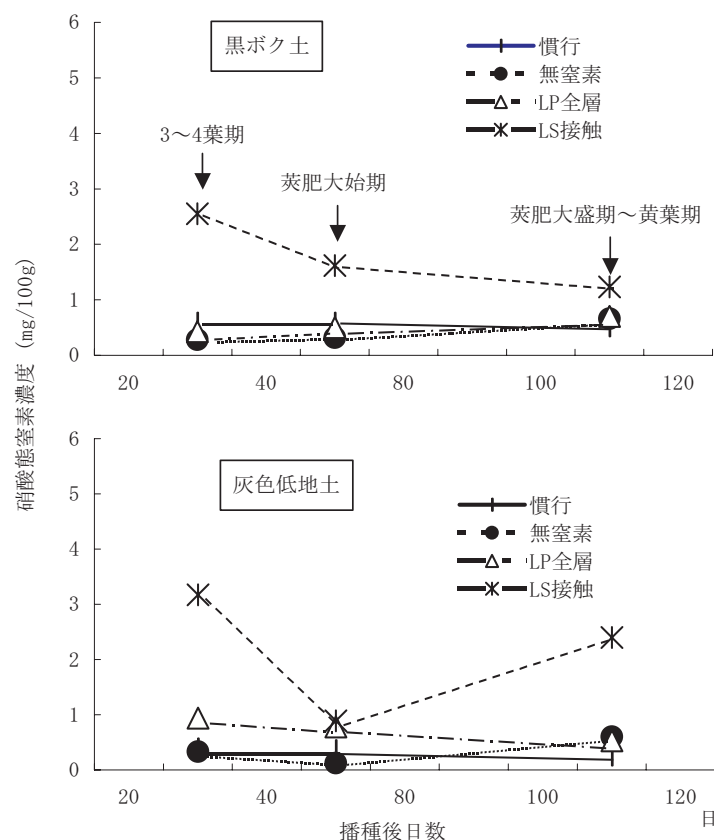 6
5
4
3
2
1
0
黒ボク土
慣行
無窒素
LP全層
LS接触
3〜4葉期
莢肥大始期
莢肥大盛期〜黄葉期
20 40 60 80 100 120
硝酸態窒素濃度 (mg/100g)
6
5
4
3
2
1
0
灰色低地土
慣行
無窒素
LP全層
LS接触
20 40 60 80 100 120
日
播種後日数